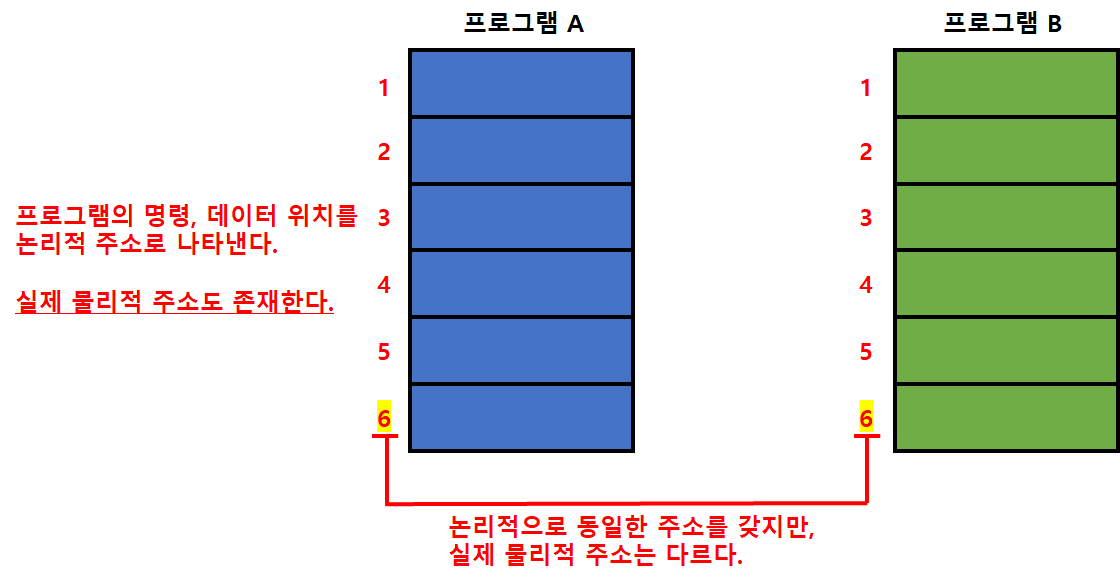 프로그램 A
프로그램 B
1
2
3
4
5
6
1
2
3
4
5
6
프로그램의 명령, 데이터 위치를
논리적 주소로 나타낸다.
실제 물리적 주소도 존재한다.
논리적으로 동일한 주소를 갖지만,
실제 물리적 주소는 다르다.